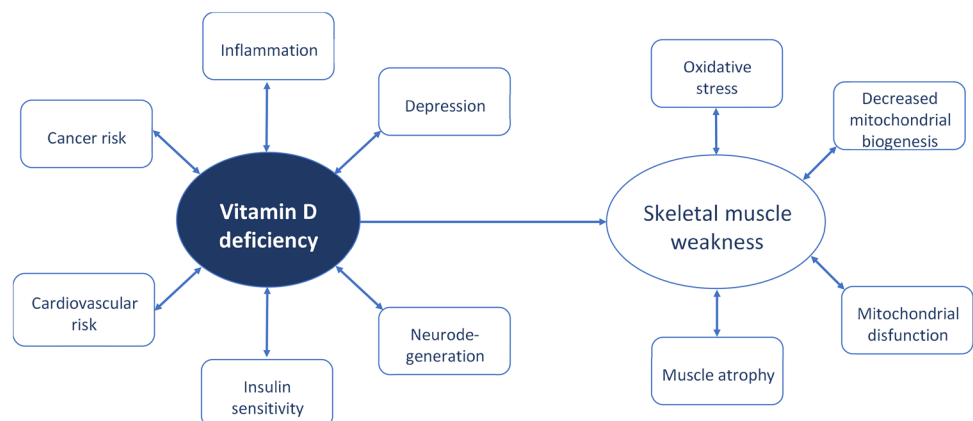 Inflammation
Depression
Cancer risk
Vitamin D
deficiency
Cardiovascular
risk
Insulin
sensitivity
Neurode-
generation
Oxidative
stress
Decreased
mitochondrial
biogenesis
Skeletal muscle
weakness
Mitochondrial
disfunction
Muscle atrophy